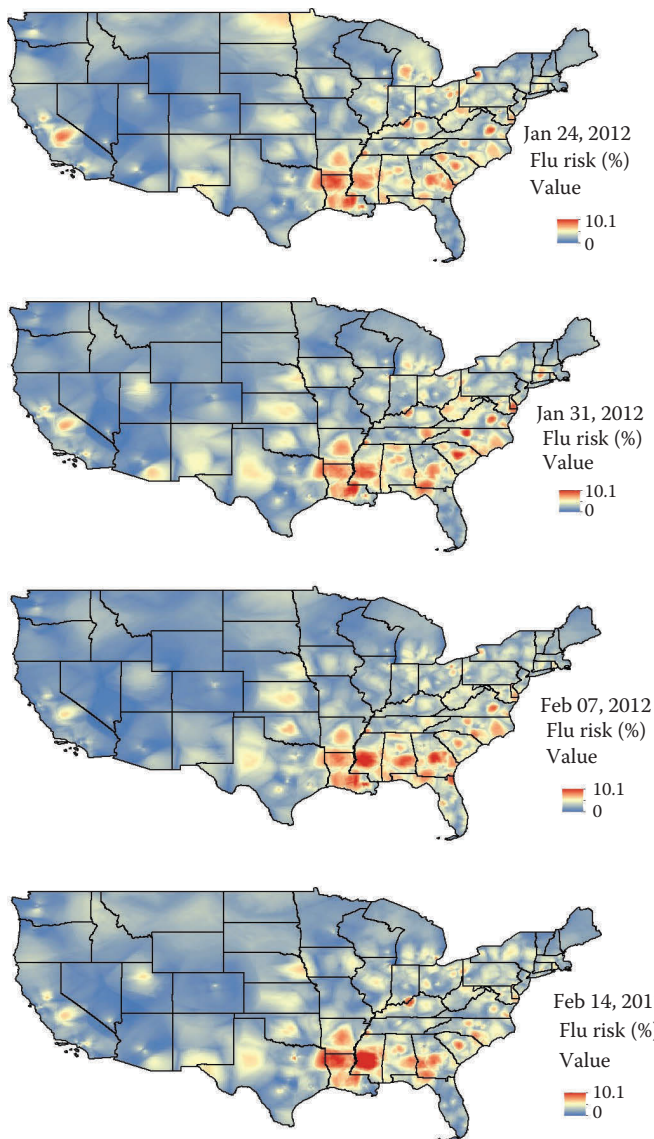 Jan 24, 2012
Flu risk (%)
Value
10.1
0
Jan 31, 2012
Flu risk (%)
Value
10.1
0
Feb 07, 2012
Flu risk (%)
Value
10.1
0
Feb 14, 201
Flu risk (%)
Value
10.1
0